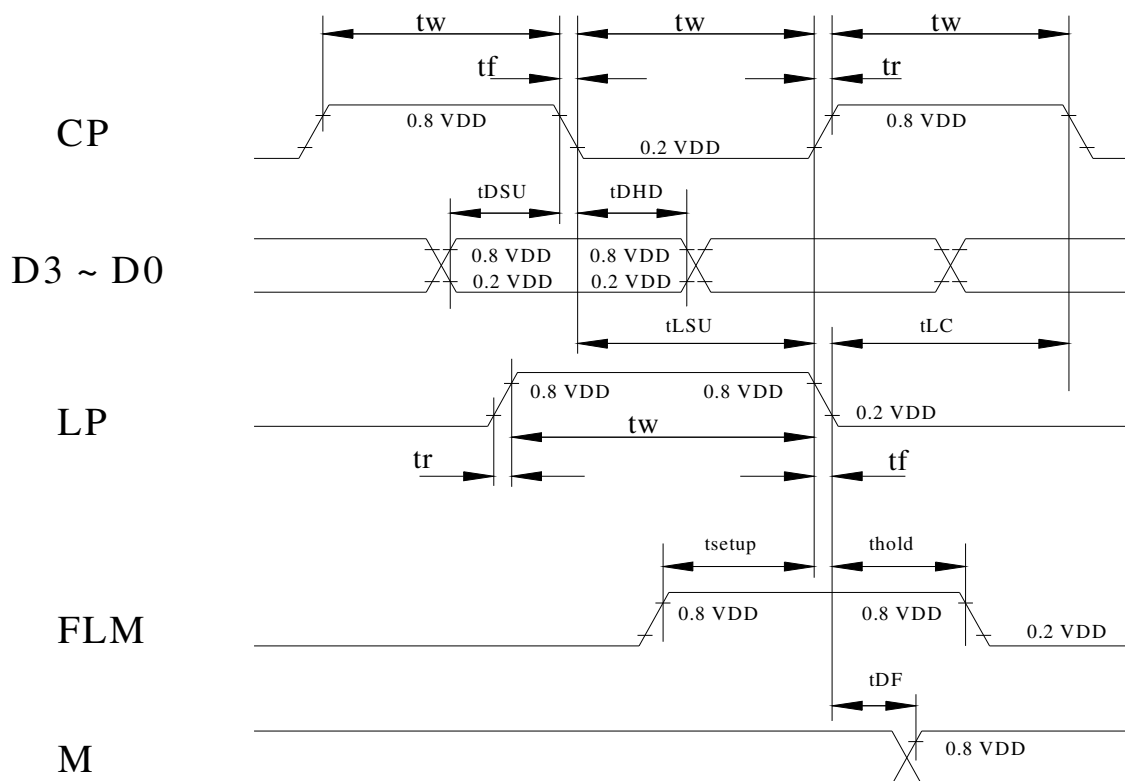 tw tw tw
tf tr
CP 0.8 VDD 0.2 VDD 0.8 VDD
tDSU tDHD
D3 ~ D0 0.8 VDD 0.8 VDD
0.2 VDD 0.2 VDD
tLSU tLC
LP 0.8 VDD 0.8 VDD 0.2 VDD
tw
tr tf
tsetup thold
FLM 0.8 VDD 0.8 VDD 0.2 VDD
tDF
M 0.8 VDD